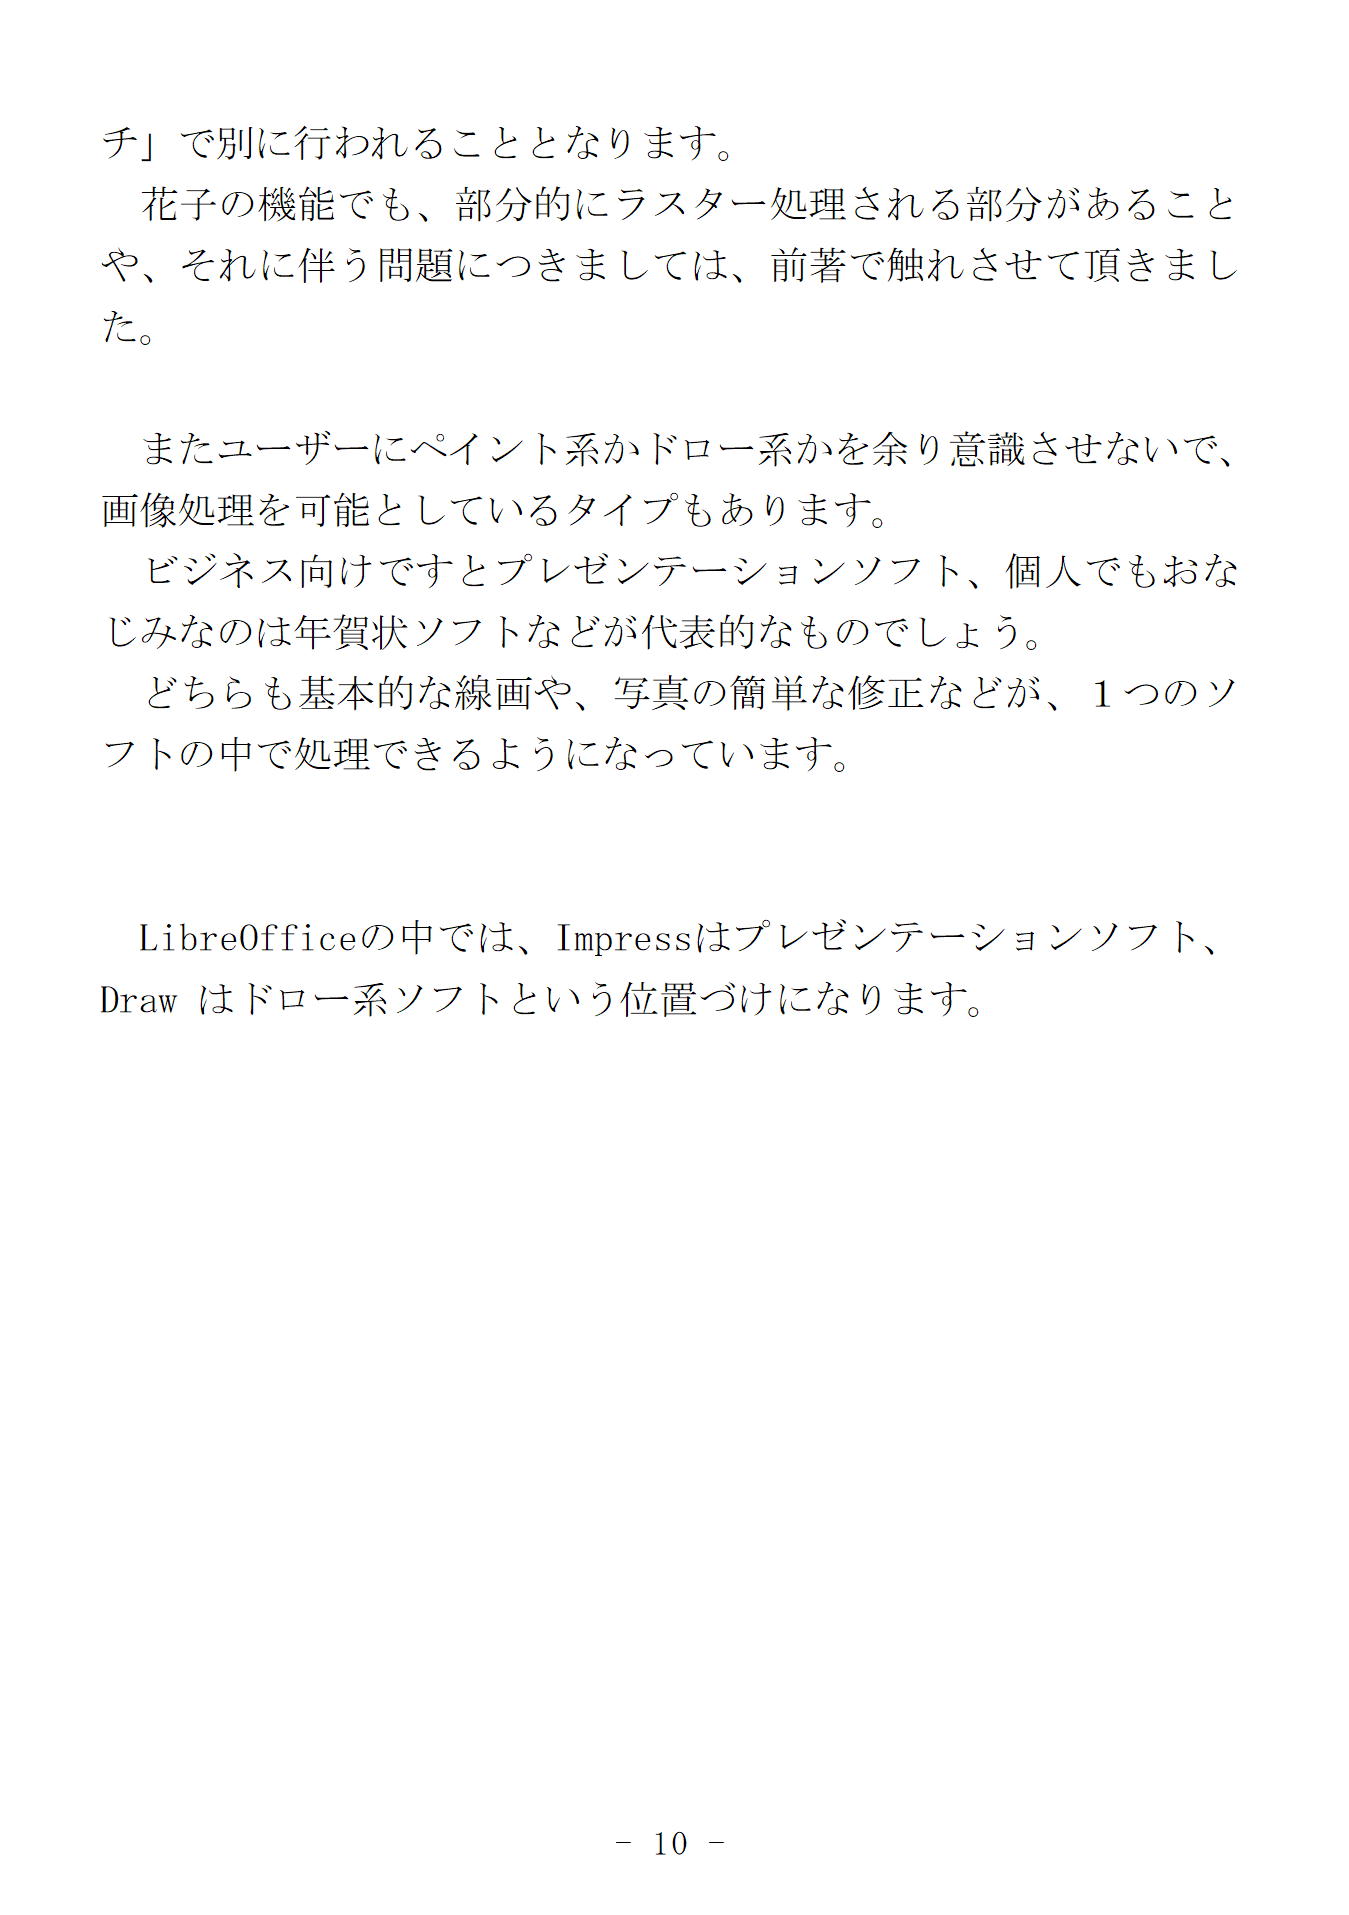 チ」で別に行われることとなります。
　花子の機能でも、部分的にラスター処理される部分があること
や、それに伴う問題につきましては、前著で触れさせて頂きまし
た。
　またユーザーにペイント系かドロー系かを余り意識させないで、
画像処理を可能としているタイプもあります。
　ビジネス向けですとプレゼンテーションソフト、個人でもおな
じみなのは年賀状ソフトなどが代表的なものでしょう。
　どちらも基本的な線画や、写真の簡単な修正などが、１つのソ
フトの中で処理できるようになっています。
　LibreOfficeの中では、Impressはプレゼンテーションソフト、
Draw はドロー系ソフトという位置づけになります。
- 10 -